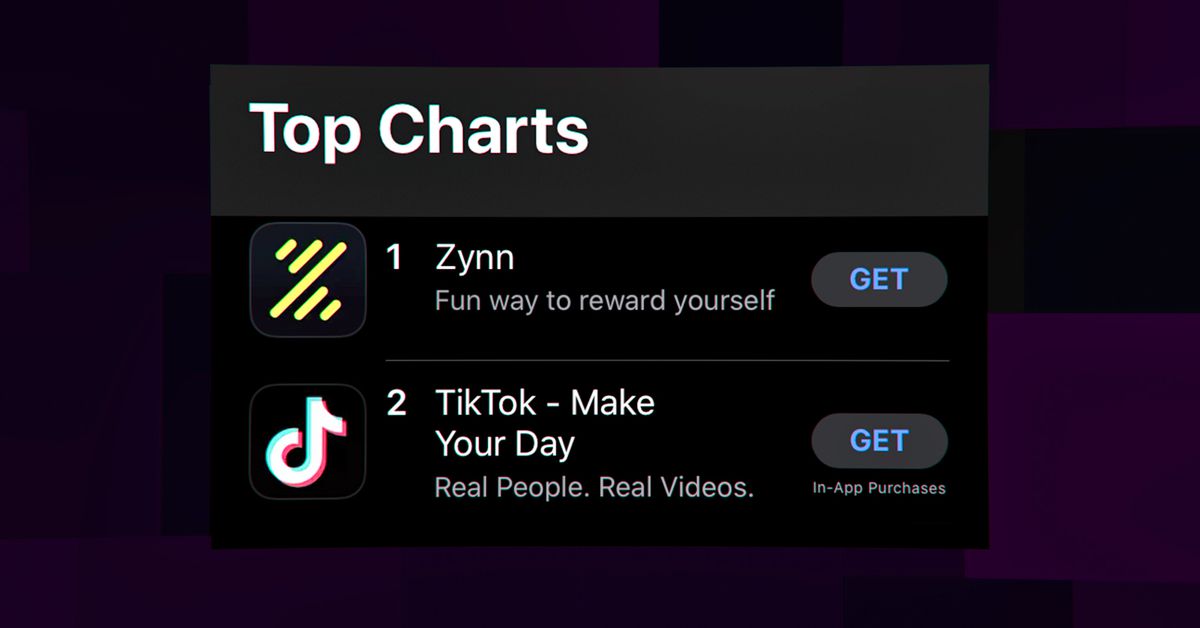 Top Charts
1 Zynn
Fun way to reward yourself
GET
2 TikTok - Make
Your Day
Real People. Real Videos.
GET
In-App Purchases